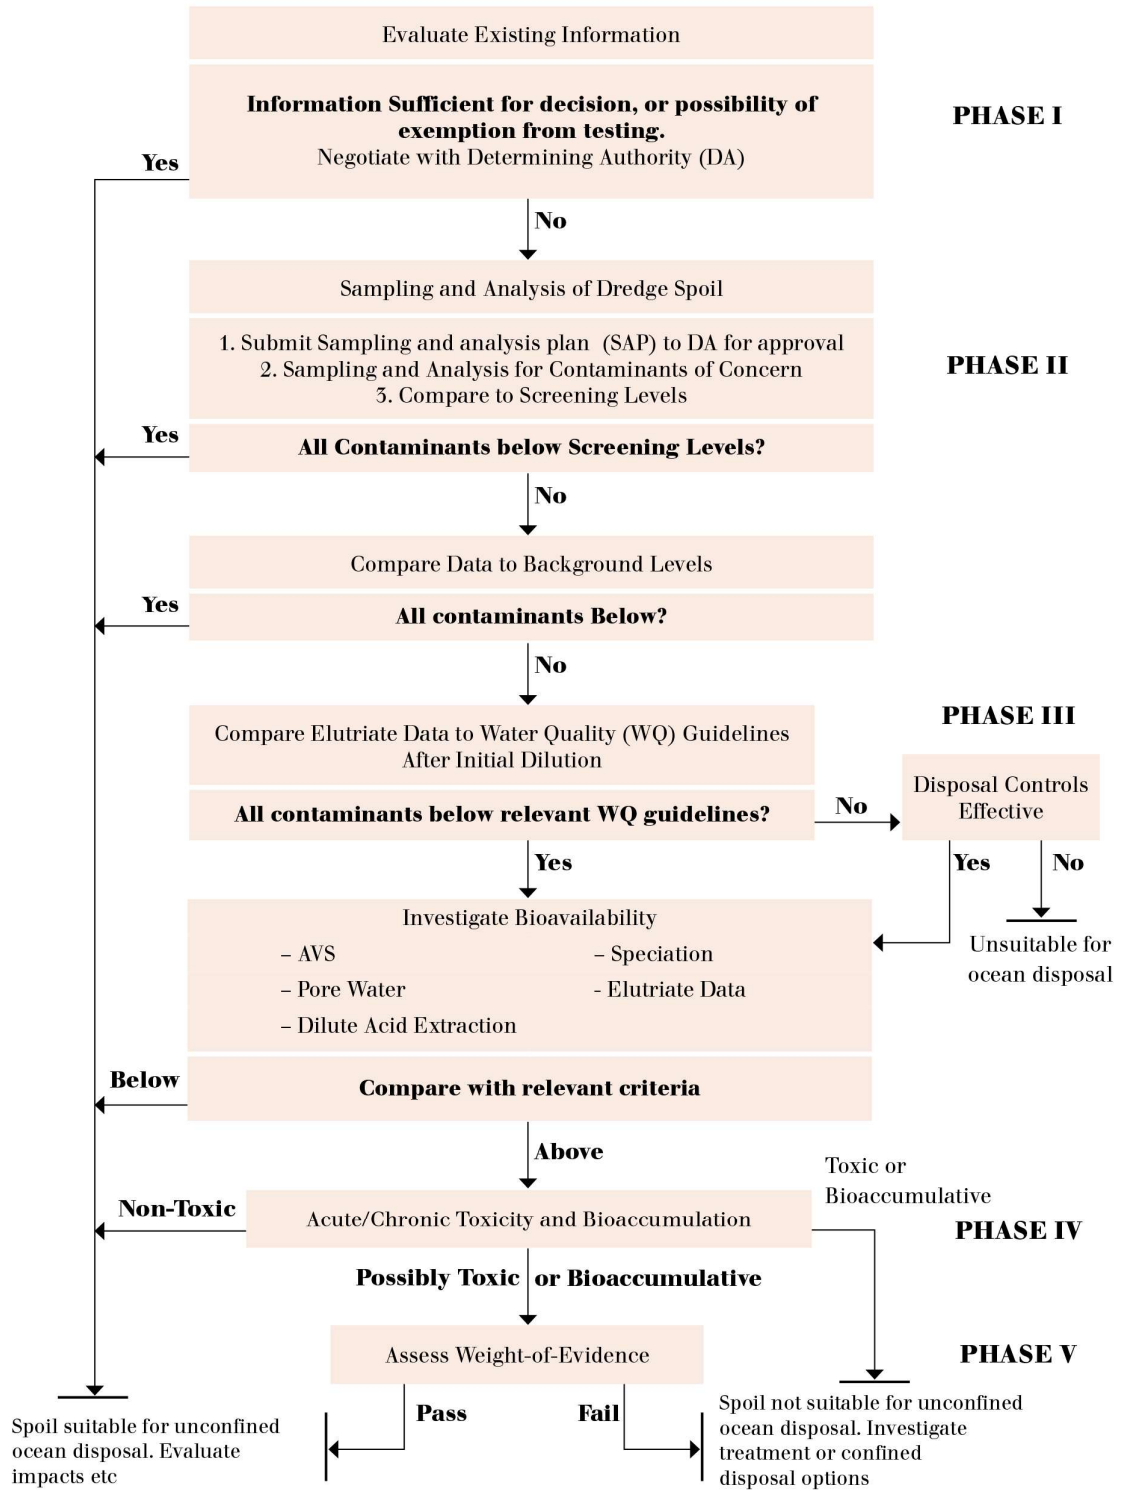 Evaluate Existing Information
Information Sufficient for decision, or possibility of
exemption from testing.
Negotiate with Determining Authority (DA)
PHASE I
Yes
No
Sampling and Analysis of Dredge Spoil
1. Submit Sampling and analysis plan (SAP) to DA for approval
2. Sampling and Analysis for Contaminants of Concern
3. Compare to Screening Levels
PHASE II
Yes
All Contaminants below Screening Levels?
No
Compare Data to Background Levels
Yes
All contaminants Below?
No
PHASE III
Compare Elutriate Data to Water Quality (WQ) Guidelines
After Initial Dilution
All contaminants below relevant WQ guidelines?
No
Disposal Controls
Effective
Yes
Yes
No
Unsuitable for
ocean disposal
Investigate Bioavailability
– AVS
– Speciation
– Pore Water
- Elutriate Data
– Dilute Acid Extraction
Below
Compare with relevant criteria
Above
Toxic or
Bioaccumulative
Non-Toxic
Acute/Chronic Toxicity and Bioaccumulation
PHASE IV
Possibly Toxic or Bioaccumulative
Assess Weight-of-Evidence
PHASE V
Pass
Fail
Spoil suitable for unconfined
ocean disposal. Evaluate
impacts etc
Spoil not suitable for unconfined
ocean disposal. Investigate
treatment or confined
disposal options